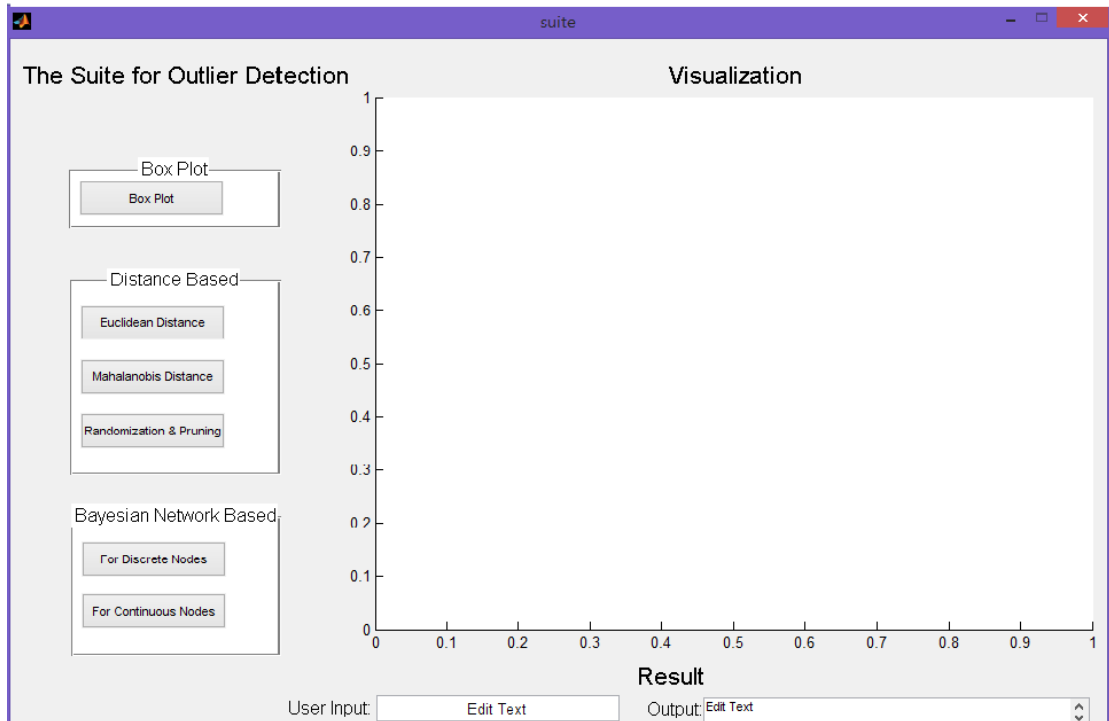 suite
The Suite for Outlier Detection
Visualization
Box Plot
Box Plot
Distance Based
Euclidean Distance
Mahalanobis Distance
Randomization & Pruning
Bayesian Network Based
For Discrete Nodes
For Continuous Nodes
1
0.9
0.8
0.7
0.6
0.5
0.4
0.3
0.2
0.1
0
0 0.1 0.2 0.3 0.4 0.5 0.6 0.7 0.8 0.9 1
Result
User Input: Edit Text
Output: Edit Text